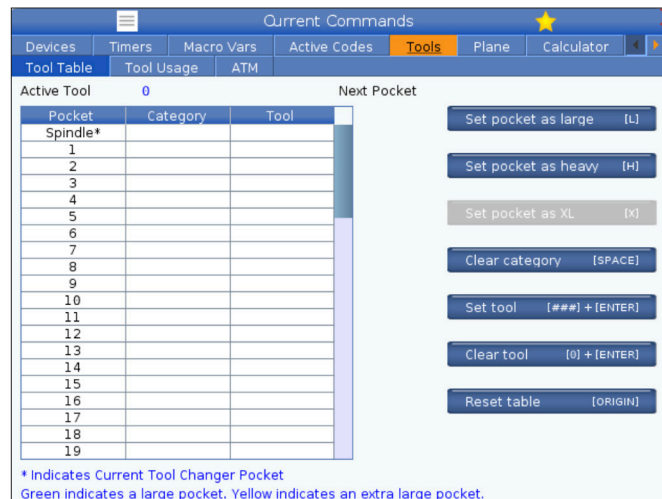 Current Commands
Devices Timers Macro Vars Active Codes Tools Plane Calculator
Tool Table Tool Usage ATM
Active Tool 0 Next Pocket
Pocket Category Tool
Spindle*
1
2
3
4
5
6
7
8
9
10
11
12
13
14
15
16
17
18
19
Set pocket as large [L]
Set pocket as heavy [H]
Set pocket as XL [X]
Clear category [SPACE]
Set tool [###]+[ENTER]
Clear tool [0]+[ENTER]
Reset table [ORIGIN]
* Indicates Current Tool Changer Pocket
Green indicates a large pocket. Yellow indicates an extra large pocket.